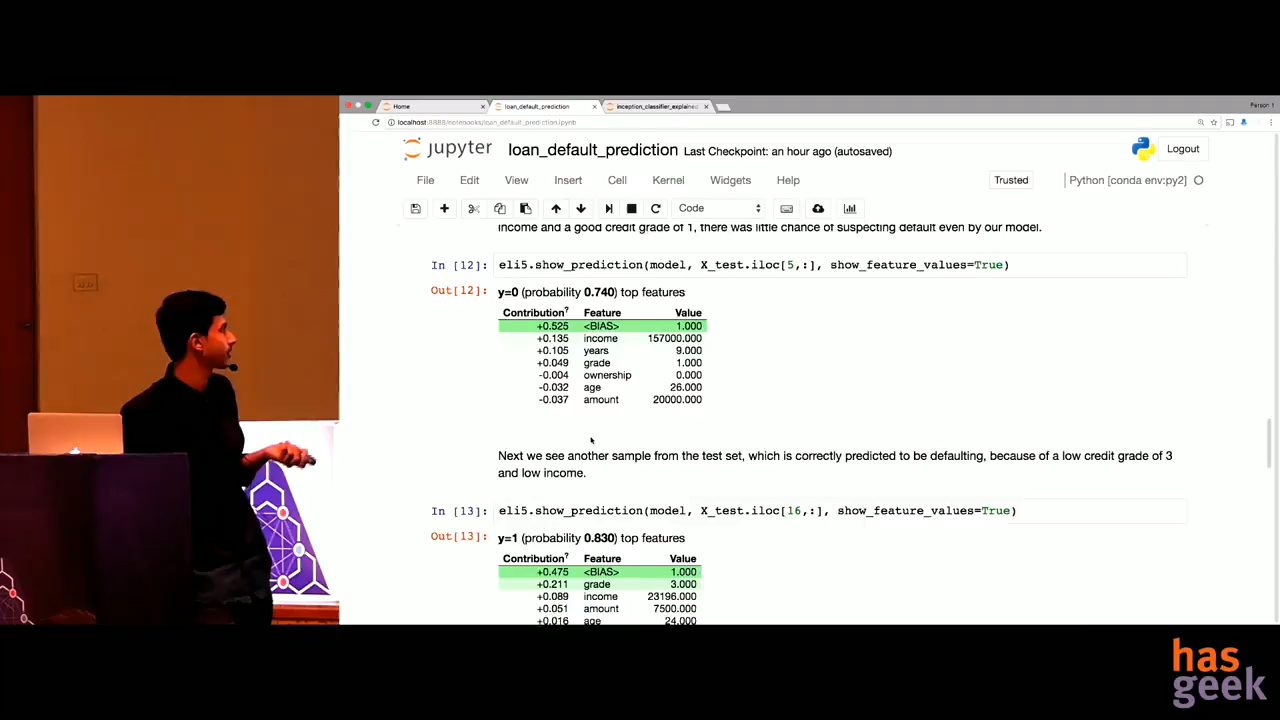 Home
loan_default_prediction
inception_classifier_explained
Person 1
localhost:8888/notebooks/loan_default_prediction.ipynb
jupyter loan_default_prediction Last Checkpoint: an hour ago (autosaved)
Logout
File Edit View Insert Cell Kernel Widgets Help
Trusted
Python [conda env:py2]
Code
income and a good credit grade of 1, there was little chance of suspecting default even by our model.
In [12]: eli5.show_prediction(model, X_test.iloc[5,:], show_feature_values=True)
Out[12]: y=0 (probability 0.740) top features
Contribution? Feature Value
+0.525 <BIAS> 1.000
+0.135 income 157000.000
+0.105 years 9.000
+0.049 grade 1.000
-0.004 ownership 0.000
-0.032 age 26.000
-0.037 amount 20000.000
Next we see another sample from the test set, which is correctly predicted to be defaulting, because of a low credit grade of 3
and low income.
In [13]: eli5.show_prediction(model, X_test.iloc[16,:], show_feature_values=True)
Out[13]: y=1 (probability 0.830) top features
Contribution? Feature Value
+0.475 <BIAS> 1.000
+0.211 grade 3.000
+0.089 income 23196.000
+0.051 amount 7500.000
+0.016 age 24.000
has
geek